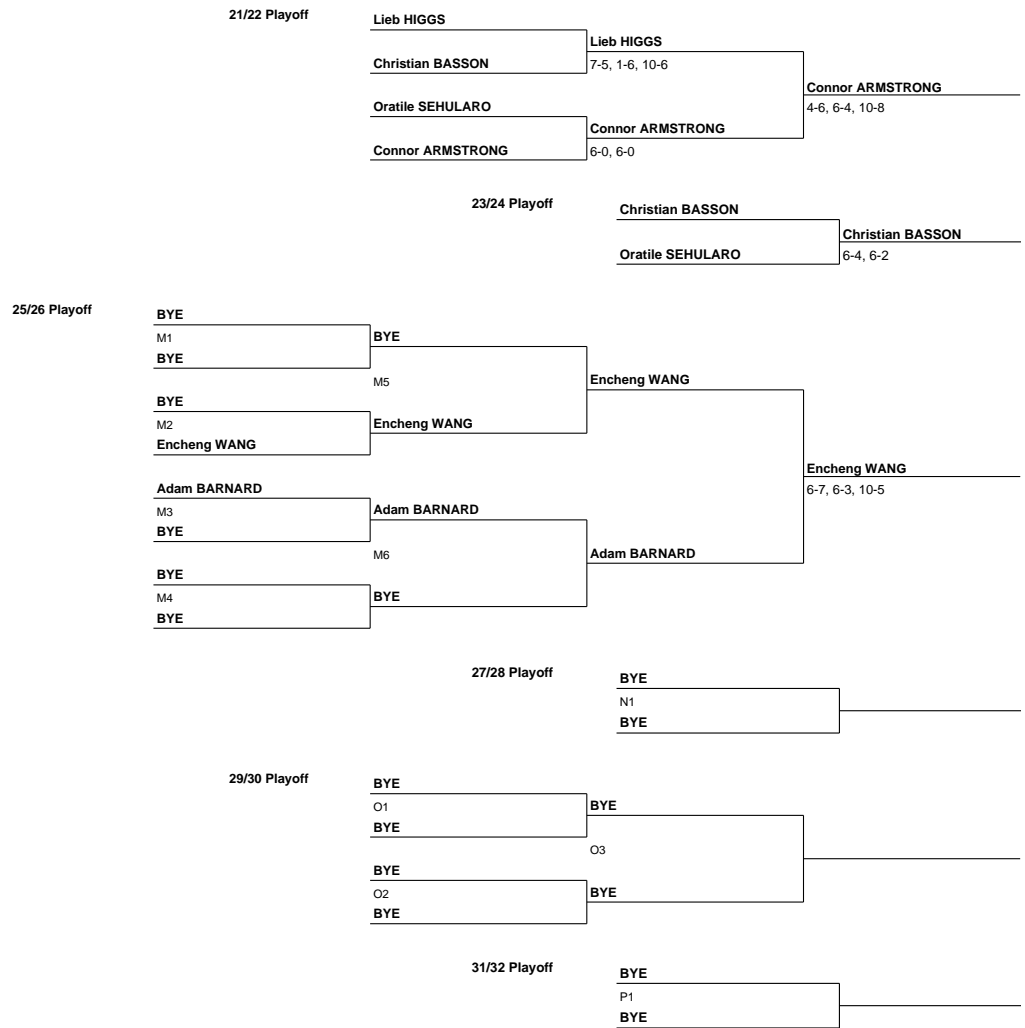 21/22 Playoff
Lieb HIGGS
Lieb HIGGS
Christian BASSON
7-5, 1-6, 10-6
Connor ARMSTRONG
Oratile SEHULARO
4-6, 6-4, 10-8
Connor ARMSTRONG
Connor ARMSTRONG
6-0, 6-0
23/24 Playoff
Christian BASSON
Christian BASSON
Oratile SEHULARO
6-4, 6-2
25/26 Playoff
BYE
M1
BYE
BYE
M5
Encheng WANG
BYE
M2
Encheng WANG
Encheng WANG
Encheng WANG
Adam BARNARD
6-7, 6-3, 10-5
M3
Adam BARNARD
BYE
M6
Adam BARNARD
BYE
M4
BYE
BYE
27/28 Playoff
BYE
N1
BYE
29/30 Playoff
BYE
O1
BYE
BYE
O3
BYE
O2
BYE
BYE
31/32 Playoff
BYE
P1
BYE